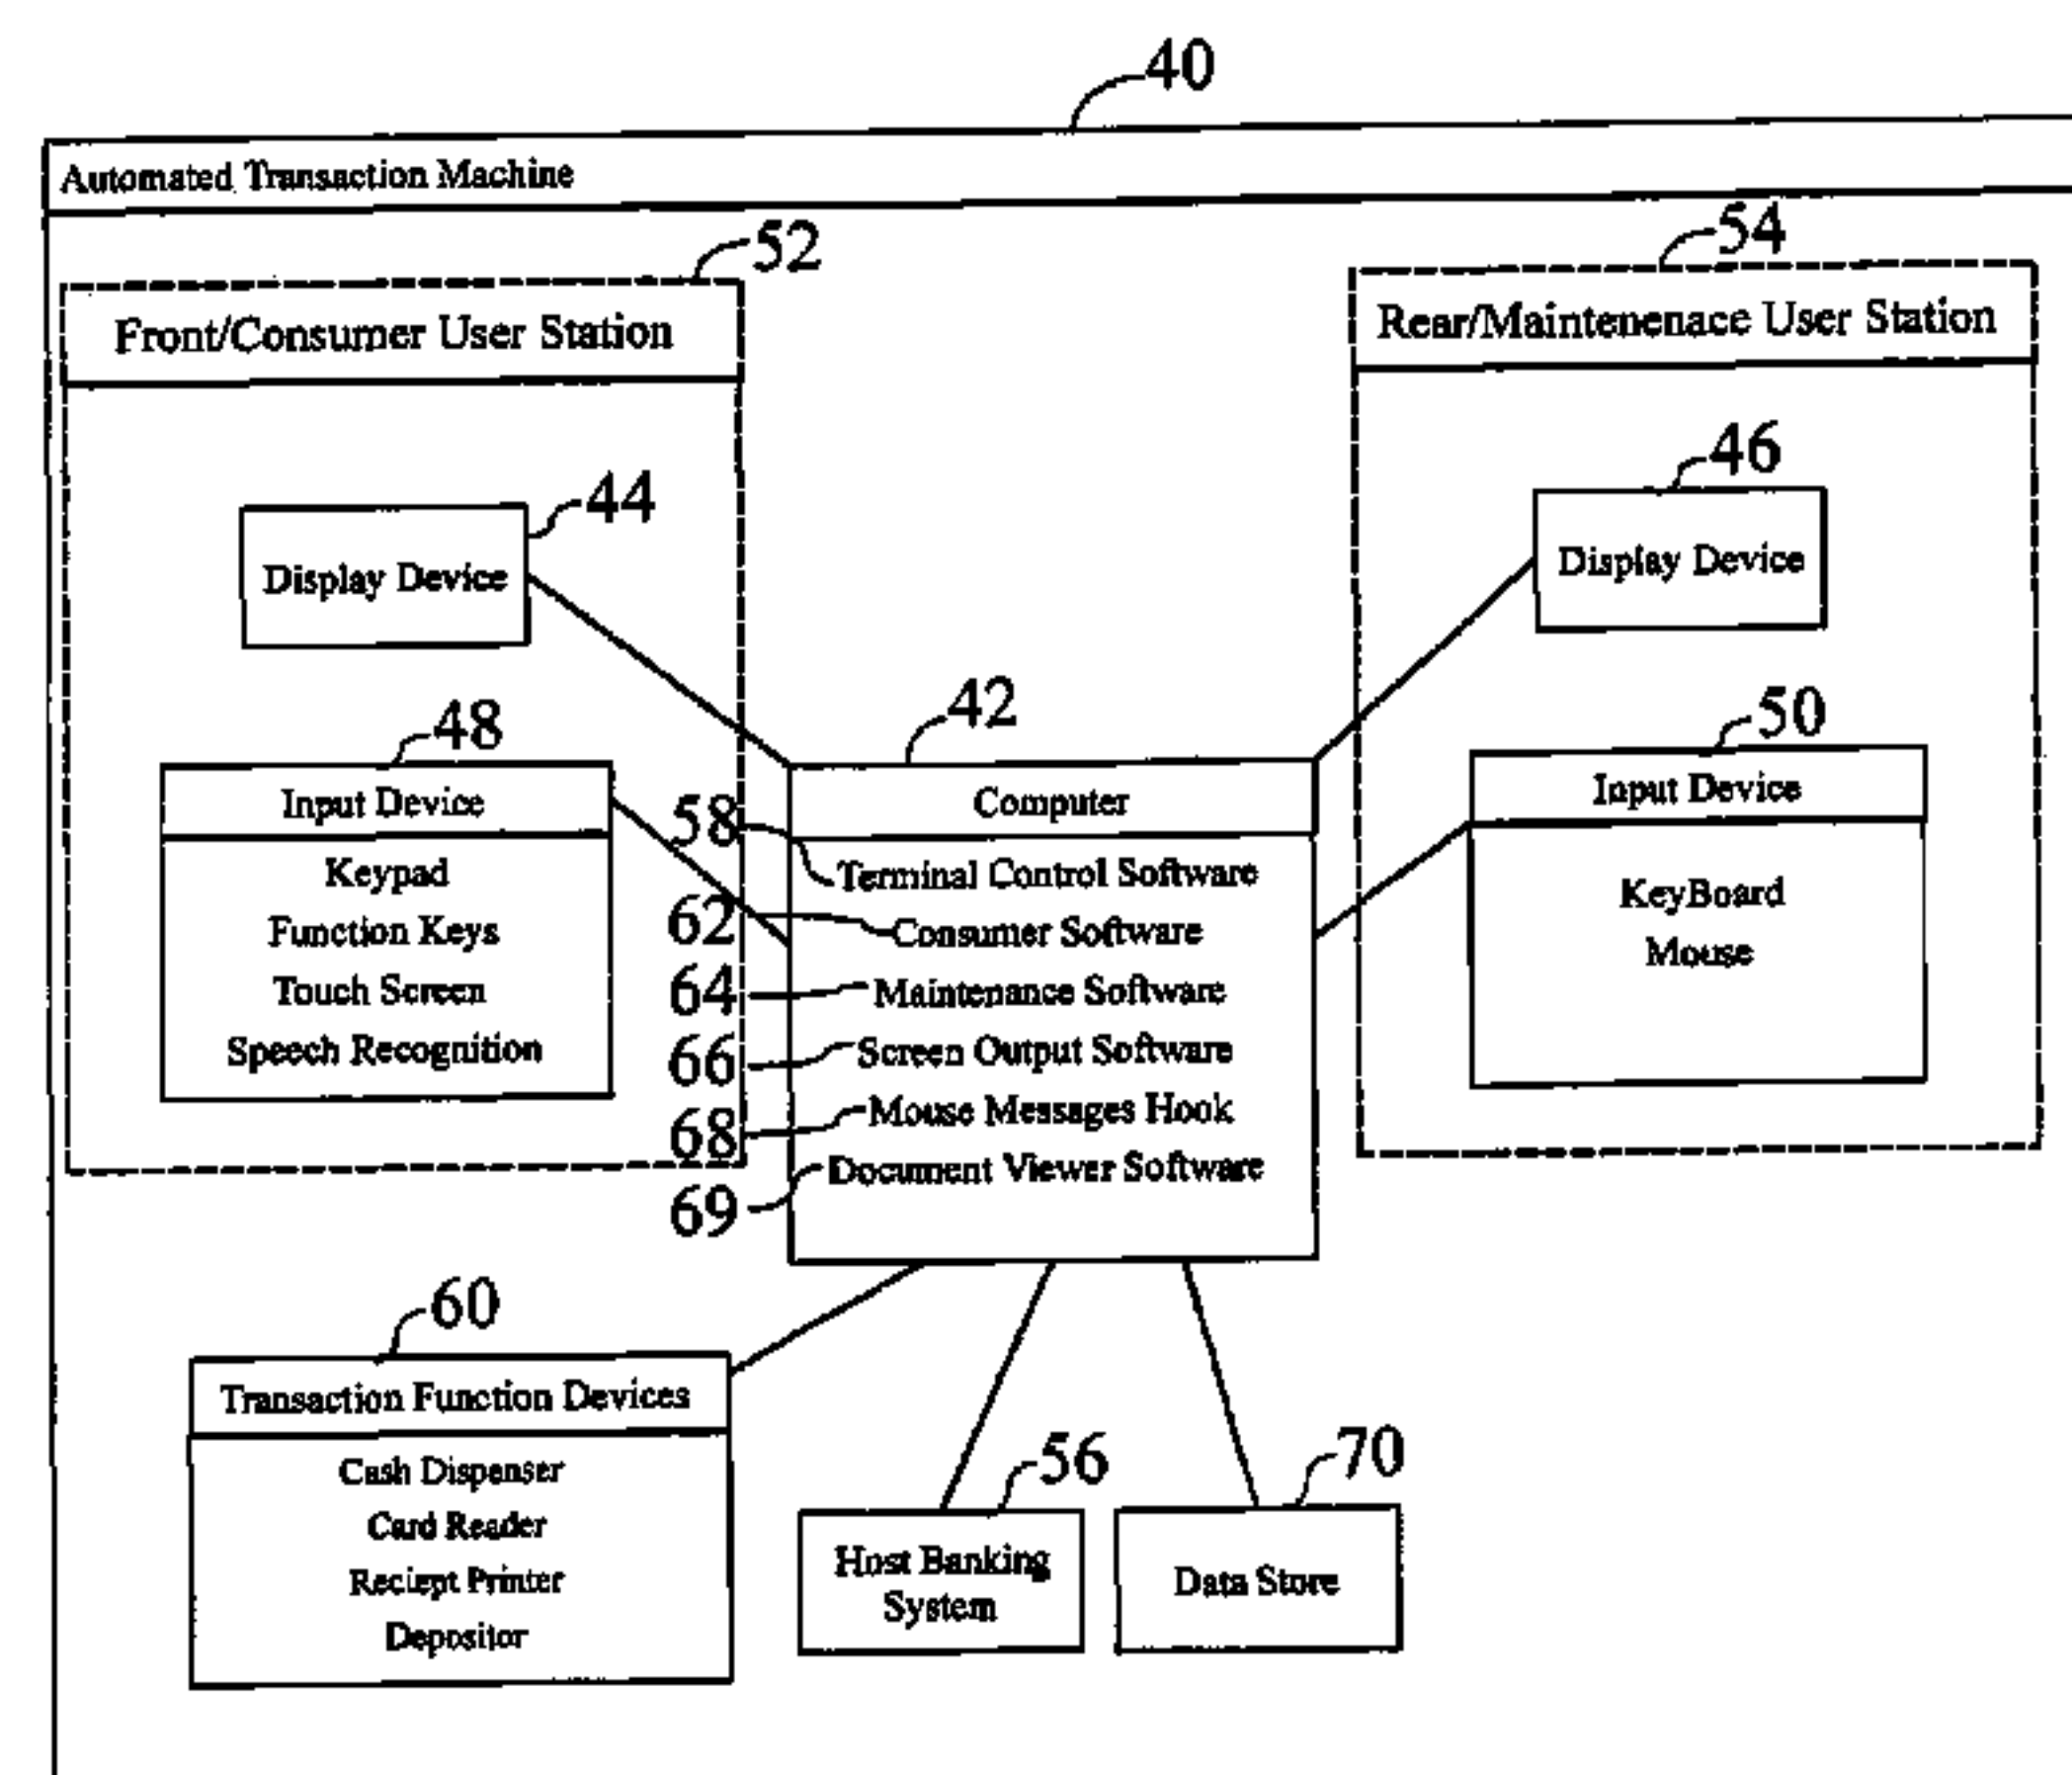 40
Automated Transaction Machine
52
54
Front/Consumer User Station
Rear/Maintenenace User Station
44
Display Device
46
Display Device
48
Input Device
Keypad
Function Keys
Touch Screen
Speech Recognition
42
Computer
58
Terminal Control Software
62
Consumer Software
64
Maintenance Software
66
Screen Output Software
68
Mouse Messages Hook
69
Document Viewer Software
50
Input Device
KeyBoard
Mouse
60
Transaction Function Devices
Cash Dispenser
Card Reader
Reciept Printer
Depositor
56
Host Banking
System
70
Data Store